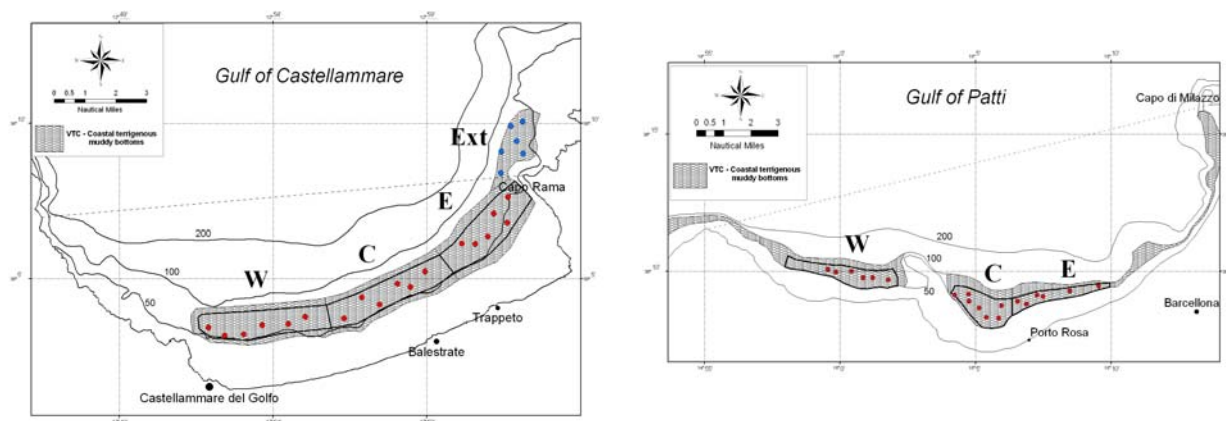 Gulf of Castellammare
0 0.5 1 2 3
Nautical Miles
VTC - Coastal terrigenous
muddy bottoms
Ext
Capo Rama
E
C
W
200
100
50
Trappeto
Balestrate
Castellammare del Golfo
Gulf of Patti
Capo di Milazzo
0 0.5 1 2 3
Nautical Miles
VTC - Coastal terrigenous
muddy bottoms
W
200
100
C
E
50
Barcellona
Porto Rosa